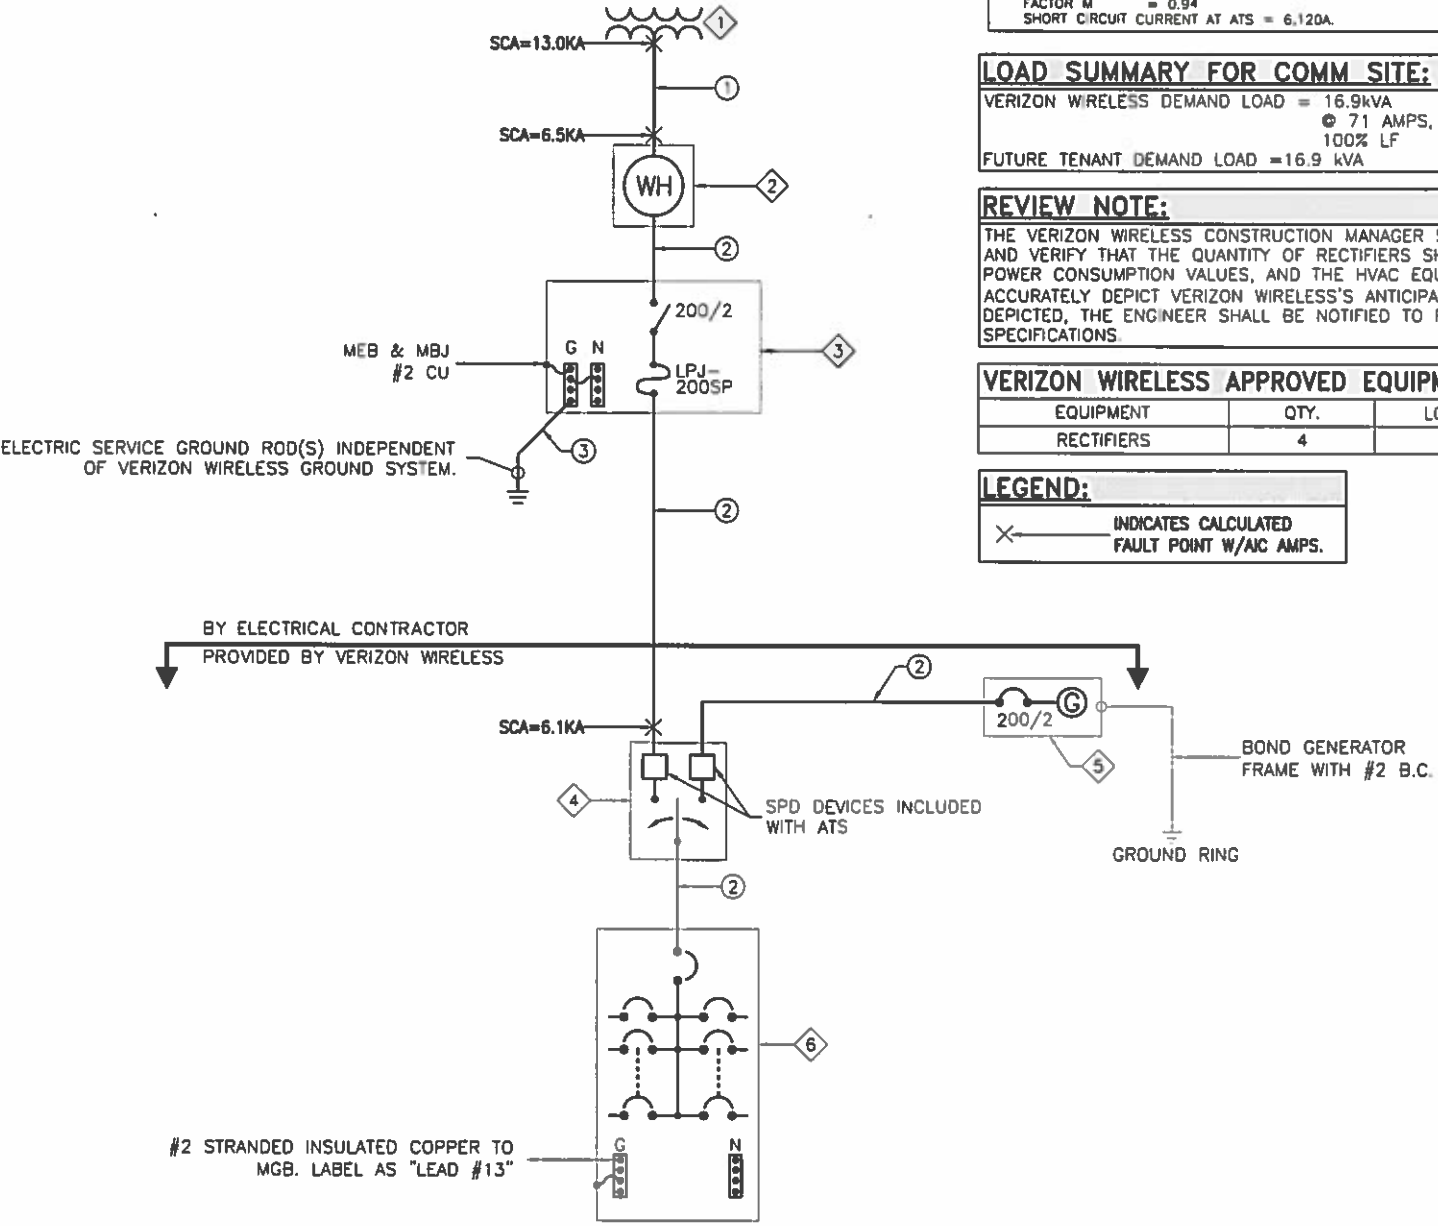 1
SCA=13.0KA
1
SCA=6.5KA
WH
2
2
200/2
LPJ-
200SP
3
G N
MEB & MBJ
#2 CU
ELECTRIC SERVICE GROUND ROD(S) INDEPENDENT
OF VERIZON WIRELESS GROUND SYSTEM.
3
2
BY ELECTRICAL CONTRACTOR
PROVIDED BY VERIZON WIRELESS
2
SCA=6.1KA
200/2
G
5
BOND GENERATOR
FRAME WITH #2 B.C.
GROUND RING
4
SPD DEVICES INCLUDED
WITH ATS
2
6
#2 STRANDED INSULATED COPPER TO
MGB. LABEL AS "LEAD #13"
G
N
FACTOR M = 0.94
SHORT CIRCUIT CURRENT AT ATS = 6,120A.
LOAD SUMMARY FOR COMM SITE:
VERIZON WIRELESS DEMAND LOAD = 16.9kVA
@ 71 AMPS,
100% LF
FUTURE TENANT DEMAND LOAD =16.9 kVA
REVIEW NOTE:
THE VERIZON WIRELESS CONSTRUCTION MANAGER
AND VERIFY THAT THE QUANTITY OF RECTIFIERS
POWER CONSUMPTION VALUES, AND THE HVAC
ACCURATELY DEPICT VERIZON WIRELESS'S
DEPICTED, THE ENGINEER SHALL BE NOTIFIED TO
SPECIFICATIONS.
VERIZON WIRELESS APPROVED
EQUIPMENT QTY.
RECTIFIERS 4
LEGEND:
INDICATES CALCULATED
FAULT POINT W/AIC AMPS.